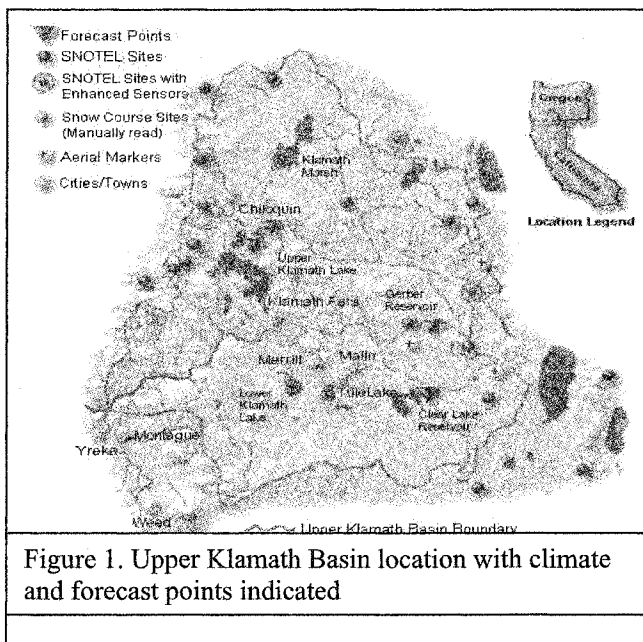 Forecast Points
SNOTEL Sites
SNOTEL Sites with
Enhanced Sensors
Snow Course Sites
(Manually read)
Aerial Markers
Cities/Towns
Oregon
California
Location Legend
Klamath
Marsh
Chiloquin
Upper
Klamath Lake
Klamath Falls
Gerber
Reservoir
Merrill
Malin
Lower
Klamath
Lake
TuleLake
Clear Lake
Reservoir
Yreka
Montague
Weed
Upper Klamath Basin Boundary
Figure 1. Upper Klamath Basin location with climate
and forecast points indicated